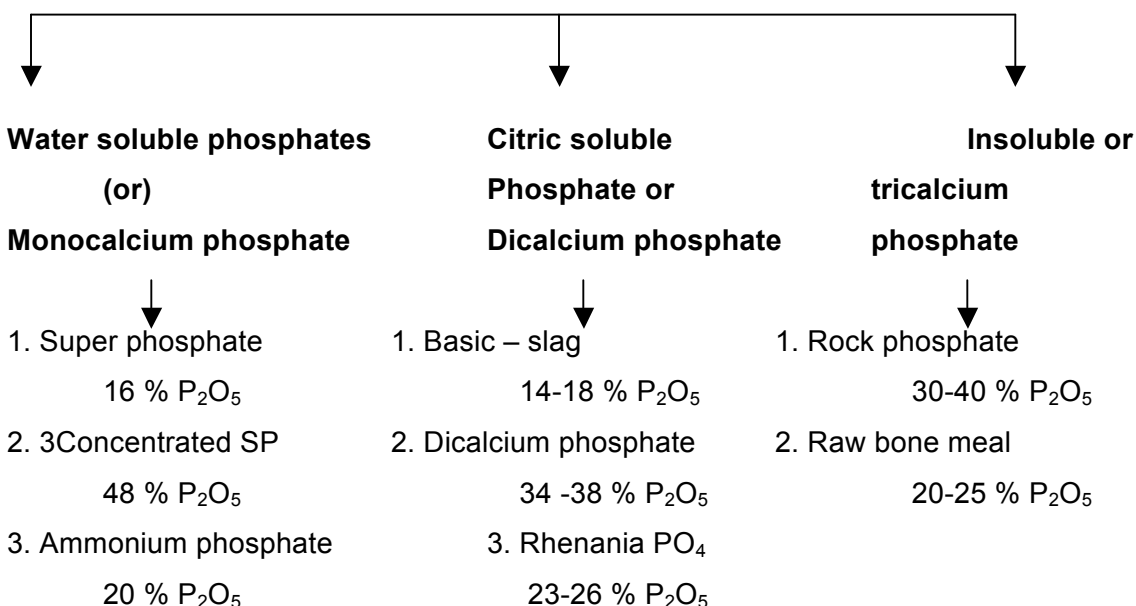 Water soluble phosphates
(or)
Monocalcium phosphate
1. Super phosphate
16 % P₂O₅
2. 3Concentrated SP
48 % P₂O₅
3. Ammonium phosphate
20 % P₂O₅
Citric soluble
Phosphate or
Dicalcium phosphate
1. Basic – slag
14-18 % P₂O₅
2. Dicalcium phosphate
34 -38 % P₂O₅
3. Rhenania PO₄
23-26 % P₂O₅
Insoluble or
tricalcium
phosphate
1. Rock phosphate
30-40 % P₂O₅
2. Raw bone meal
20-25 % P₂O₅